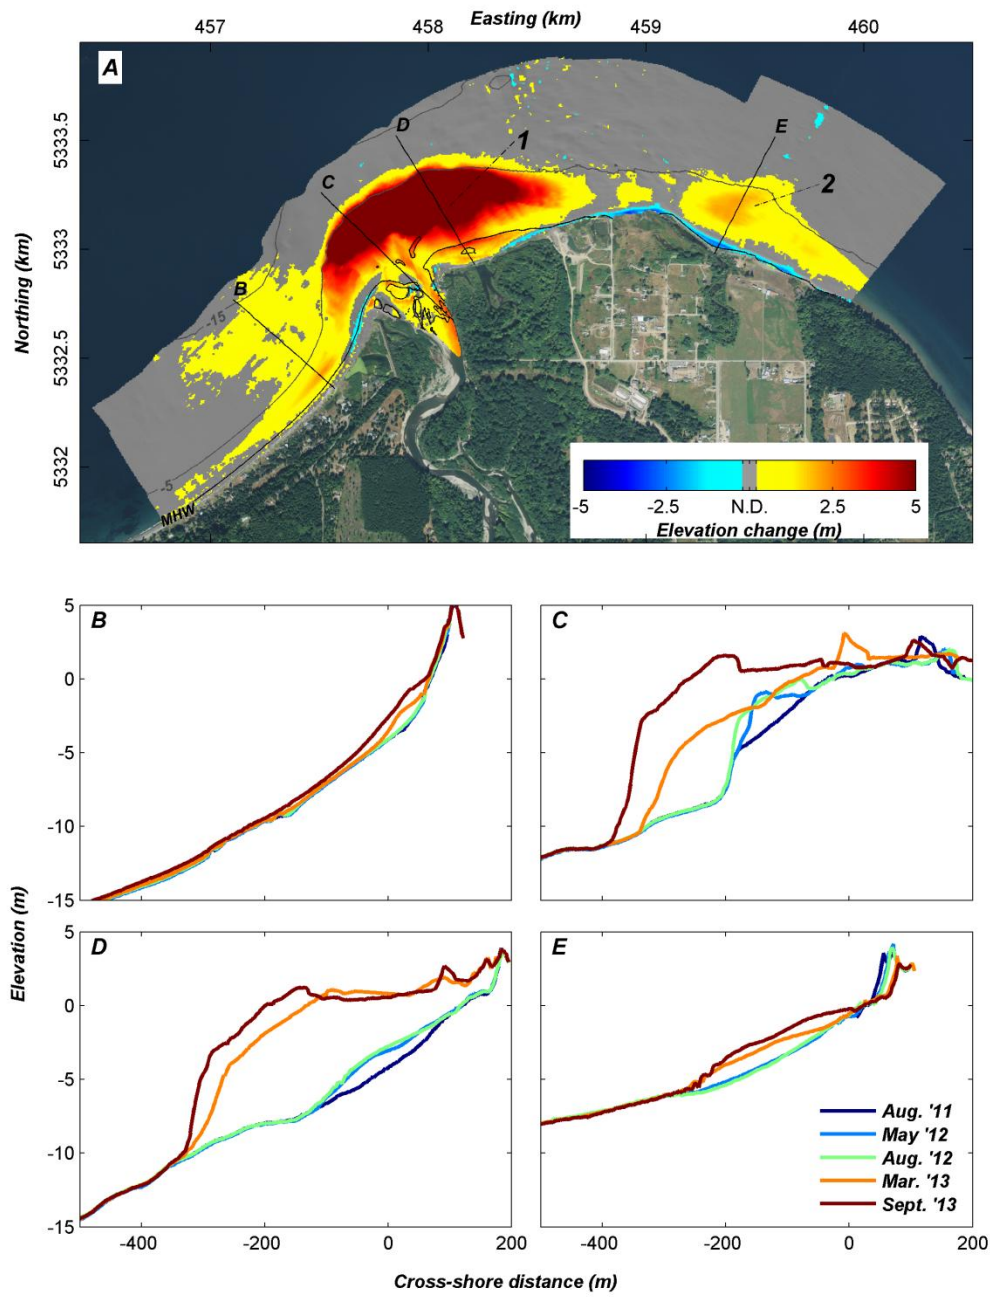 Easting (km)
457 458 459 460
A
Northing (km)
5333.5
5333
5332.5
5332
B
C
D
E
1
2
-15
-5
MHW
-5 -2.5 N.D. 2.5 5
Elevation change (m)
B
C
5
0
-5
-10
-15
Elevation (m)
D
E
5
0
-5
-10
-15
Aug. '11
May '12
Aug. '12
Mar. '13
Sept. '13
-400 -200 0 200
-400 -200 0 200
Cross-shore distance (m)